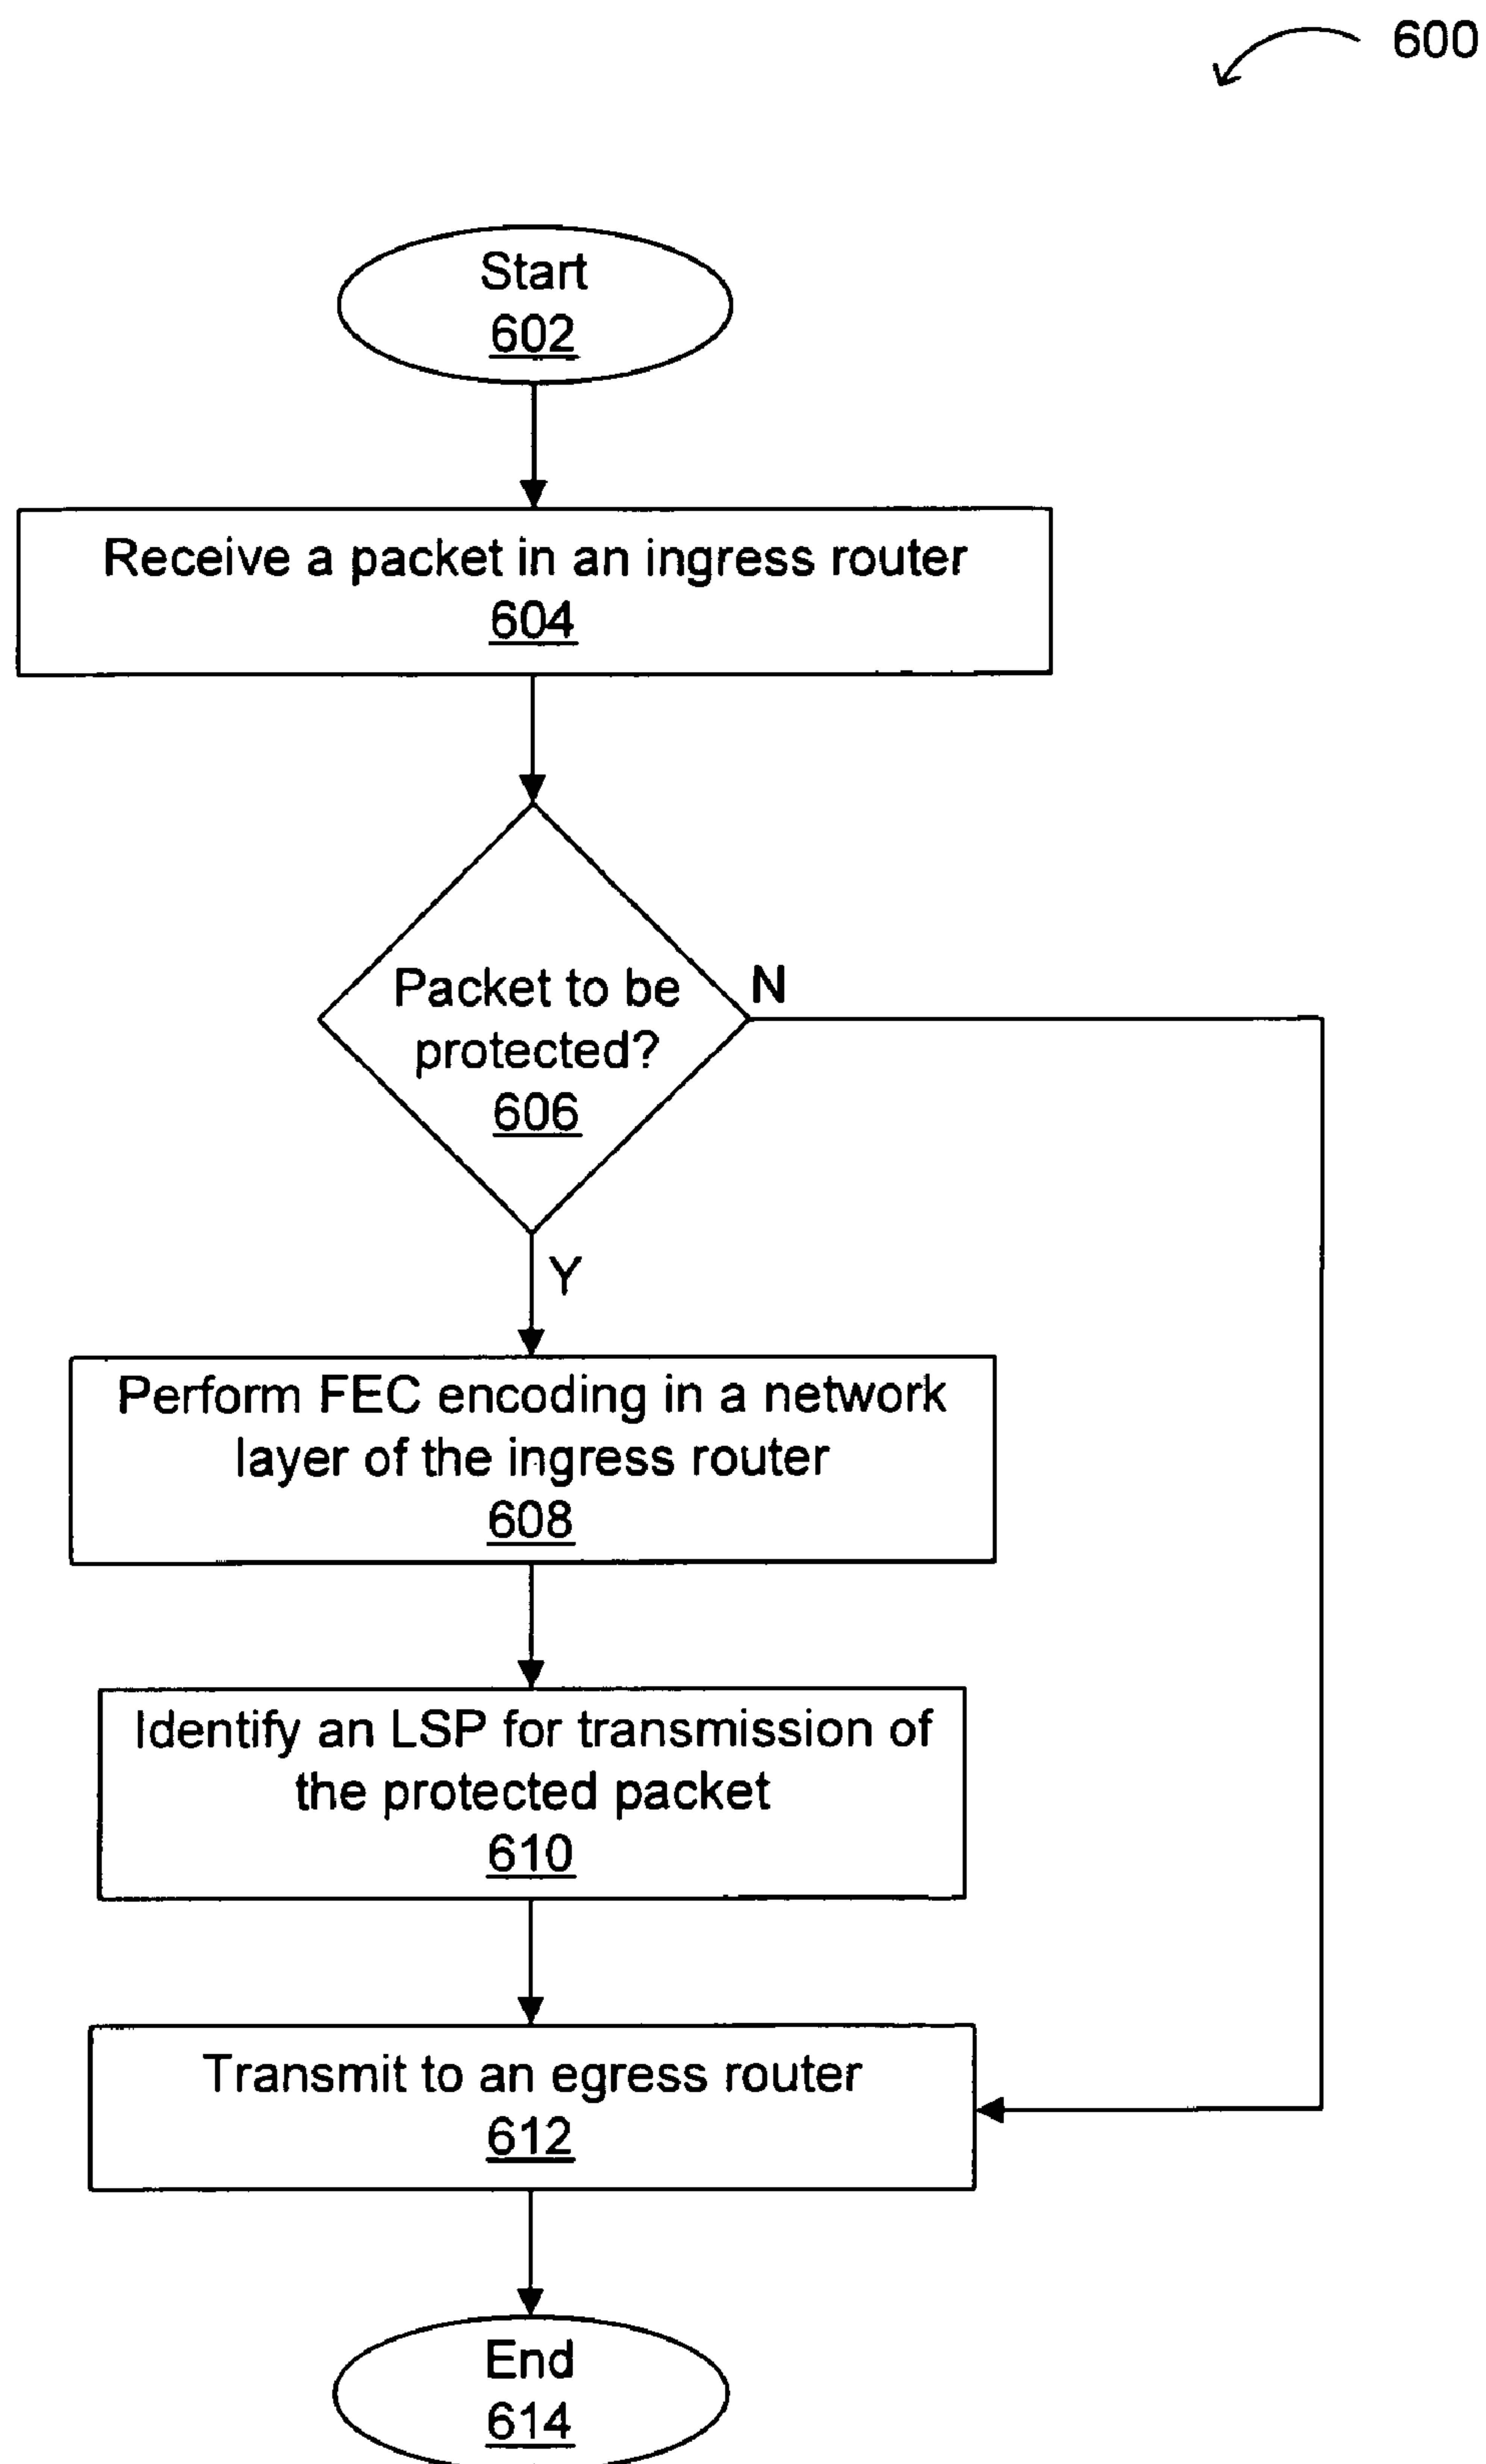 600
Start
602
Receive a packet in an ingress router
604
Packet to be
protected?
606
N
Y
Perform FEC encoding in a network
layer of the ingress router
608
Identify an LSP for transmission of
the protected packet
610
Transmit to an egress router
612
End
614